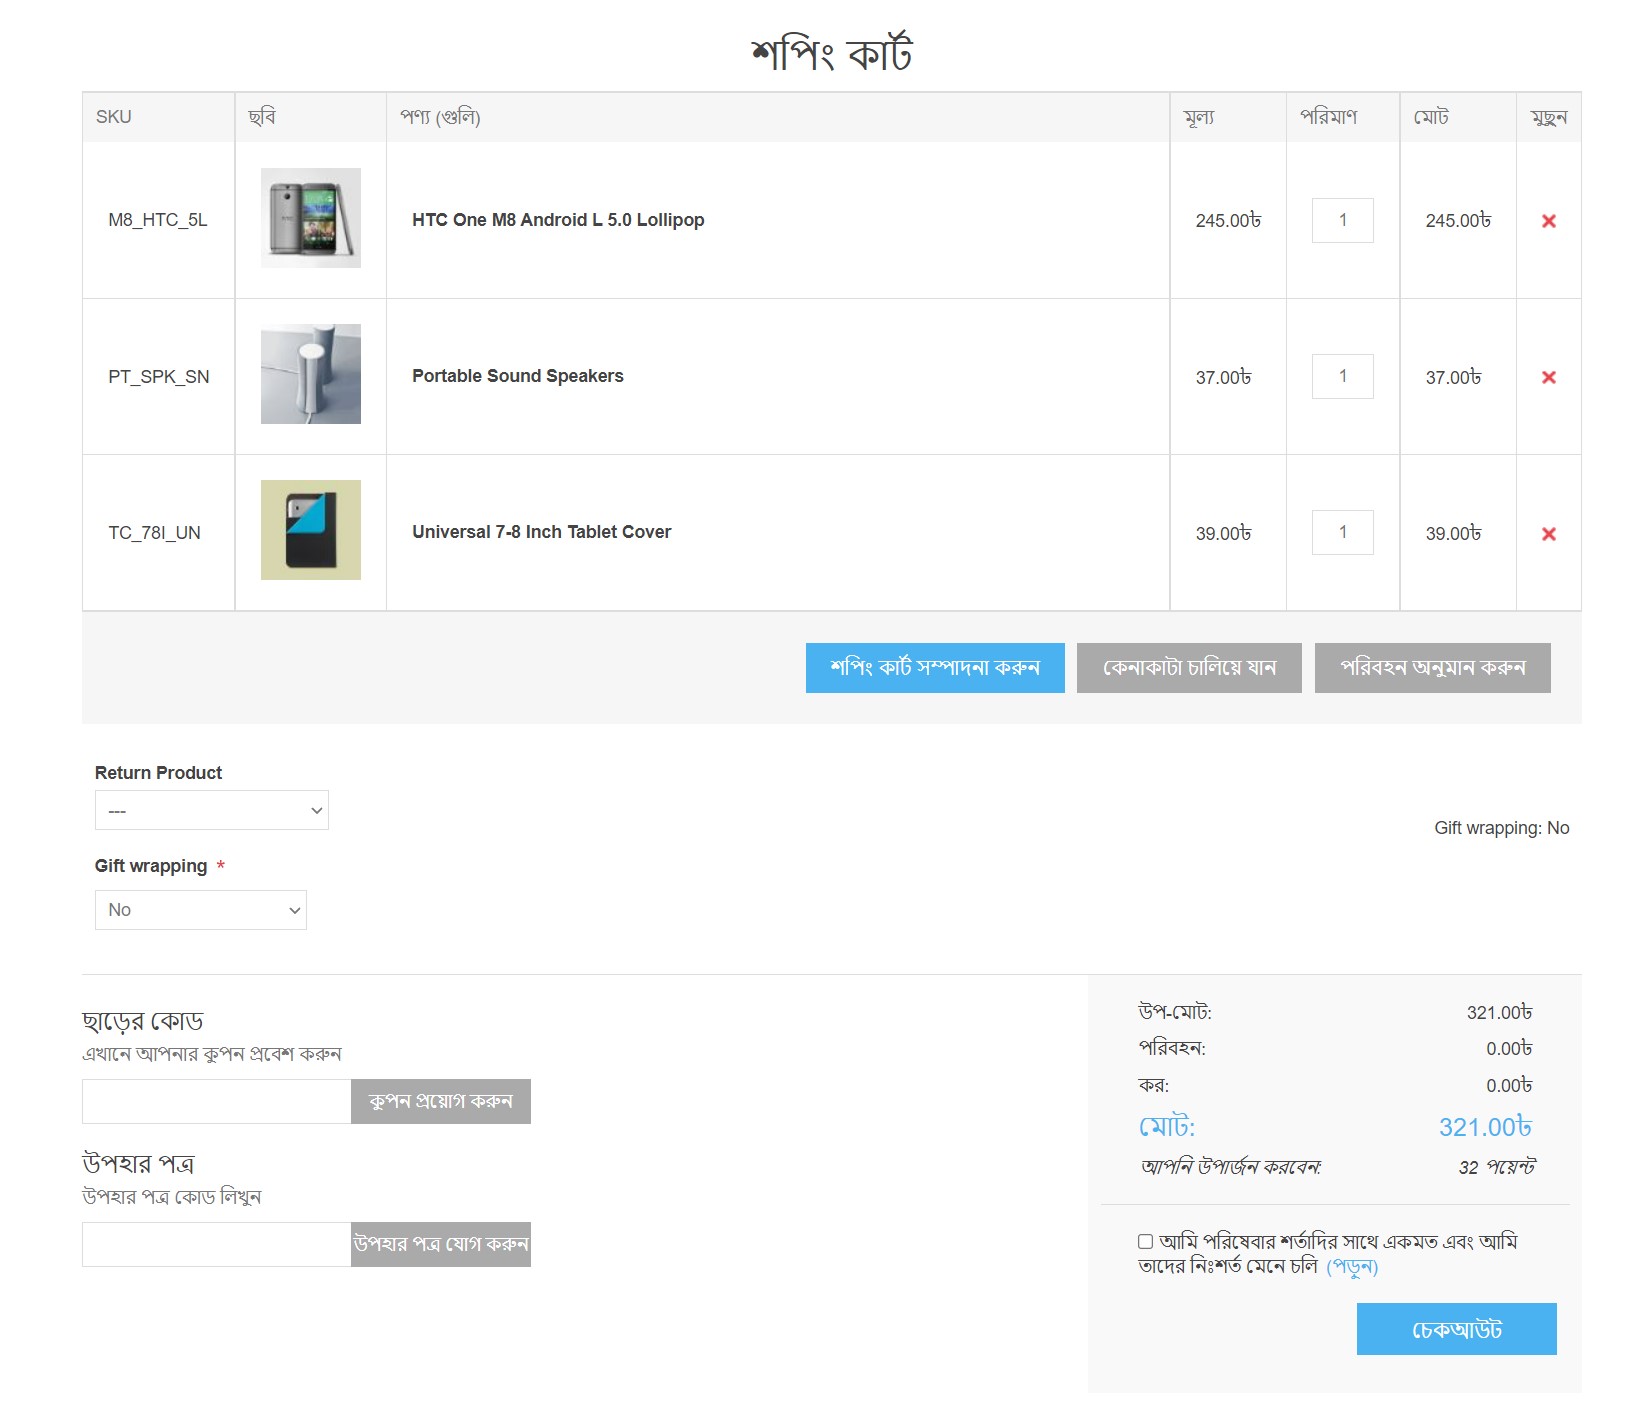 শপিং কার্ট
SKU ছবি পণ্য (গুলি) মূল্য পরিমাণ মোট মুছুন
M8_HTC_5L HTC One M8 Android L 5.0 Lollipop 245.00৳ 1 245.00৳
PT_SPK_SN Portable Sound Speakers 37.00৳ 1 37.00৳
TC_78I_UN Universal 7-8 Inch Tablet Cover 39.00৳ 1 39.00৳
শপিং কার্ট সম্পাদনা করুন কেনাকাটা চালিয়ে যান পরিবহন অনুমান করুন
Return Product
---
Gift wrapping: No
Gift wrapping *
No
ছাড়ের কোড
এখানে আপনার কুপন প্রবেশ করুন
কুপন প্রয়োগ করুন
উপহার পত্র
উপহার পত্র কোড লিখুন
উপহার পত্র যোগ করুন
উপ-মোট: 321.00৳
পরিবহন: 0.00৳
কর: 0.00৳
মোট: 321.00৳
আপনি উপার্জন করবেন: 32 পয়েন্ট
আমি পরিষেবার শর্তাদির সাথে একমত এবং আমি
তাদের নিঃশর্ত মেনে চলি (পড়ুন)
চেকআউট